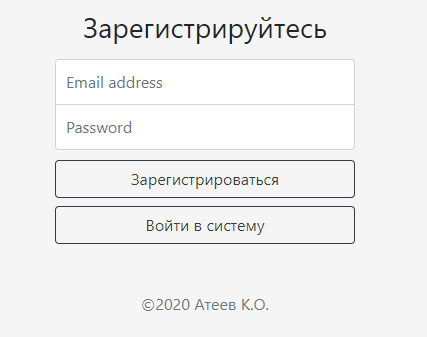 Зарегистрируйтесь
Email address
Password
Зарегистрироваться
Войти в систему
©2020 Атеев К.О.